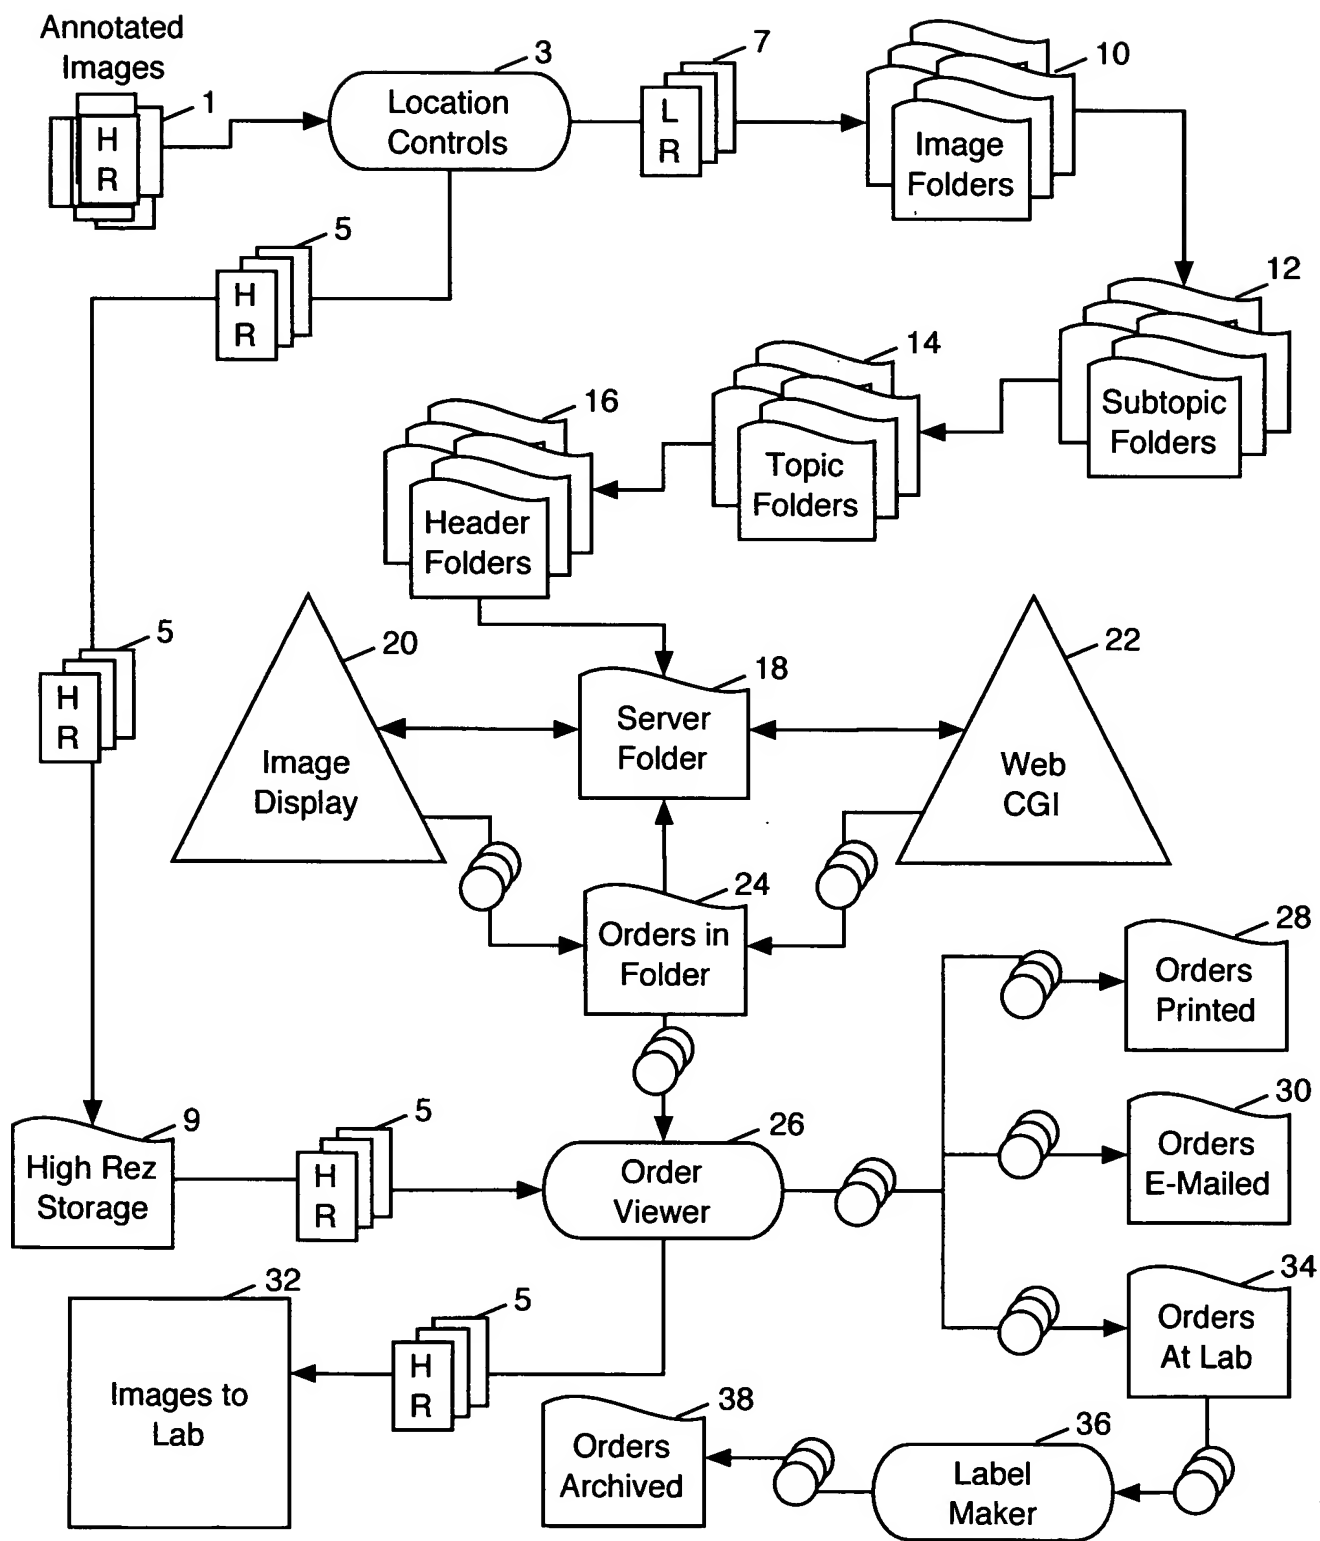 Annotated
Images
1
H
R
3
Location
Controls
7
L
R
10
Image
Folders
5
H
R
12
Subtopic
Folders
14
Topic
Folders
16
Header
Folders
5
H
R
20
Image
Display
18
Server
Folder
22
Web
CGI
24
Orders in
Folder
28
Orders
Printed
9
High Rez
Storage
5
H
R
26
Order
Viewer
30
Orders
E-Mailed
32
Images to
Lab
5
H
R
34
Orders
At Lab
38
Orders
Archived
36
Label
Maker